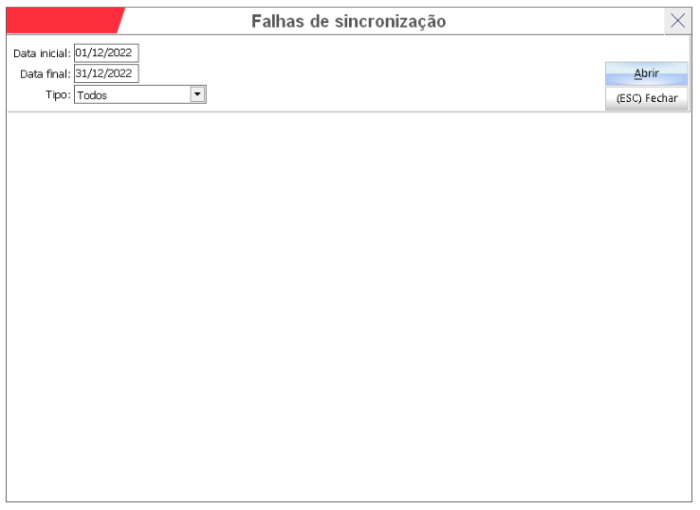 Falhas de sincronização
Data inicial: 01/12/2022
Data final: 31/12/2022
Tipo: Todos
Abrir
(ESC) Fechar